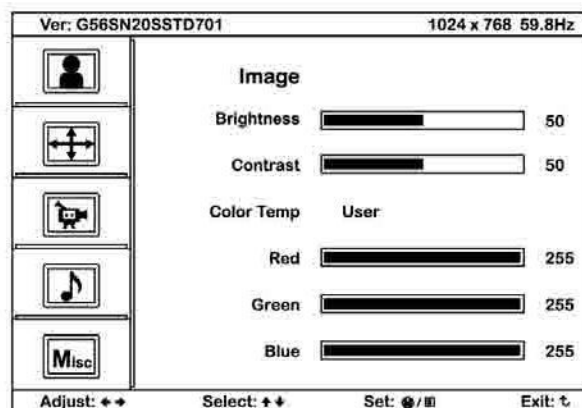 Ver: G56SN20SSTD701 1024 x 768 59.8Hz
Image
Brightness 50
Contrast 50
Color Temp User
Red 255
Green 255
Blue 255
Misc
Adjust: ←→ Select: ↑↓ Set: /  Exit: